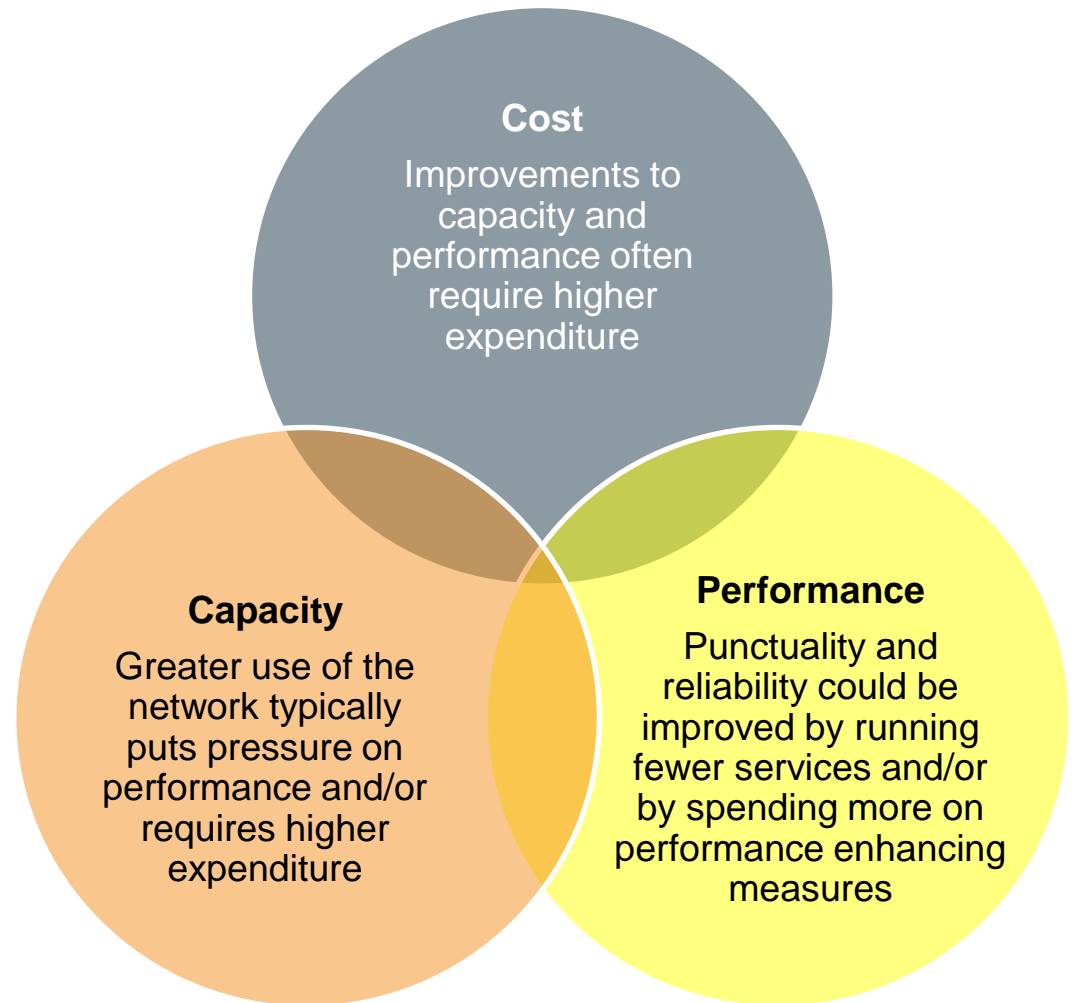 Cost
Improvements to
capacity and
performance often
require higher
expenditure
Capacity
Greater use of the
network typically
puts pressure on
performance and/or
requires higher
expenditure
Performance
Punctuality and
reliability could be
improved by running
fewer services and/or
by spending more on
performance enhancing
measures